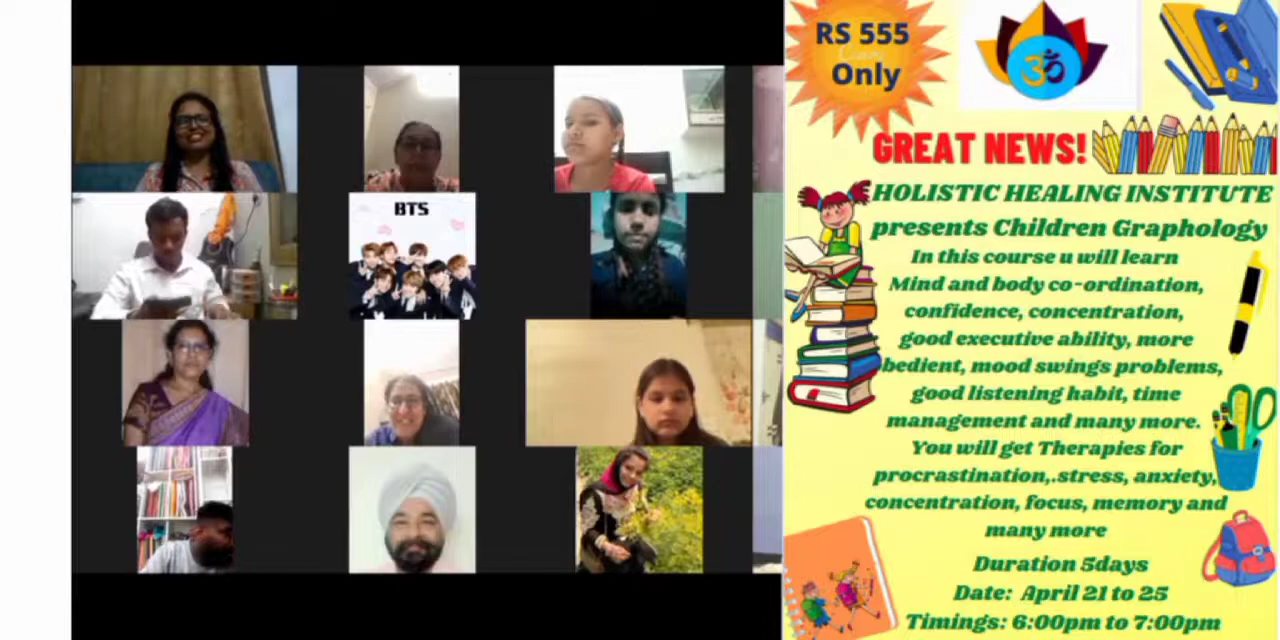 BTS
RS 555
Only
ॐ
GREAT NEWS!
HOLISTIC HEALING INSTITUTE
presents Children Graphology
In this course u will learn
Mind and body co-ordination,
confidence, concentration,
good executive ability, more
bedient, mood swings problems,
good listening habit, time
management and many more.
You will get Therapies for
procrastination,.stress, anxiety,
concentration, focus, memory and
many more
Duration 5days
Date: April 21 to 25
Timings: 6:00pm to 7:00pm